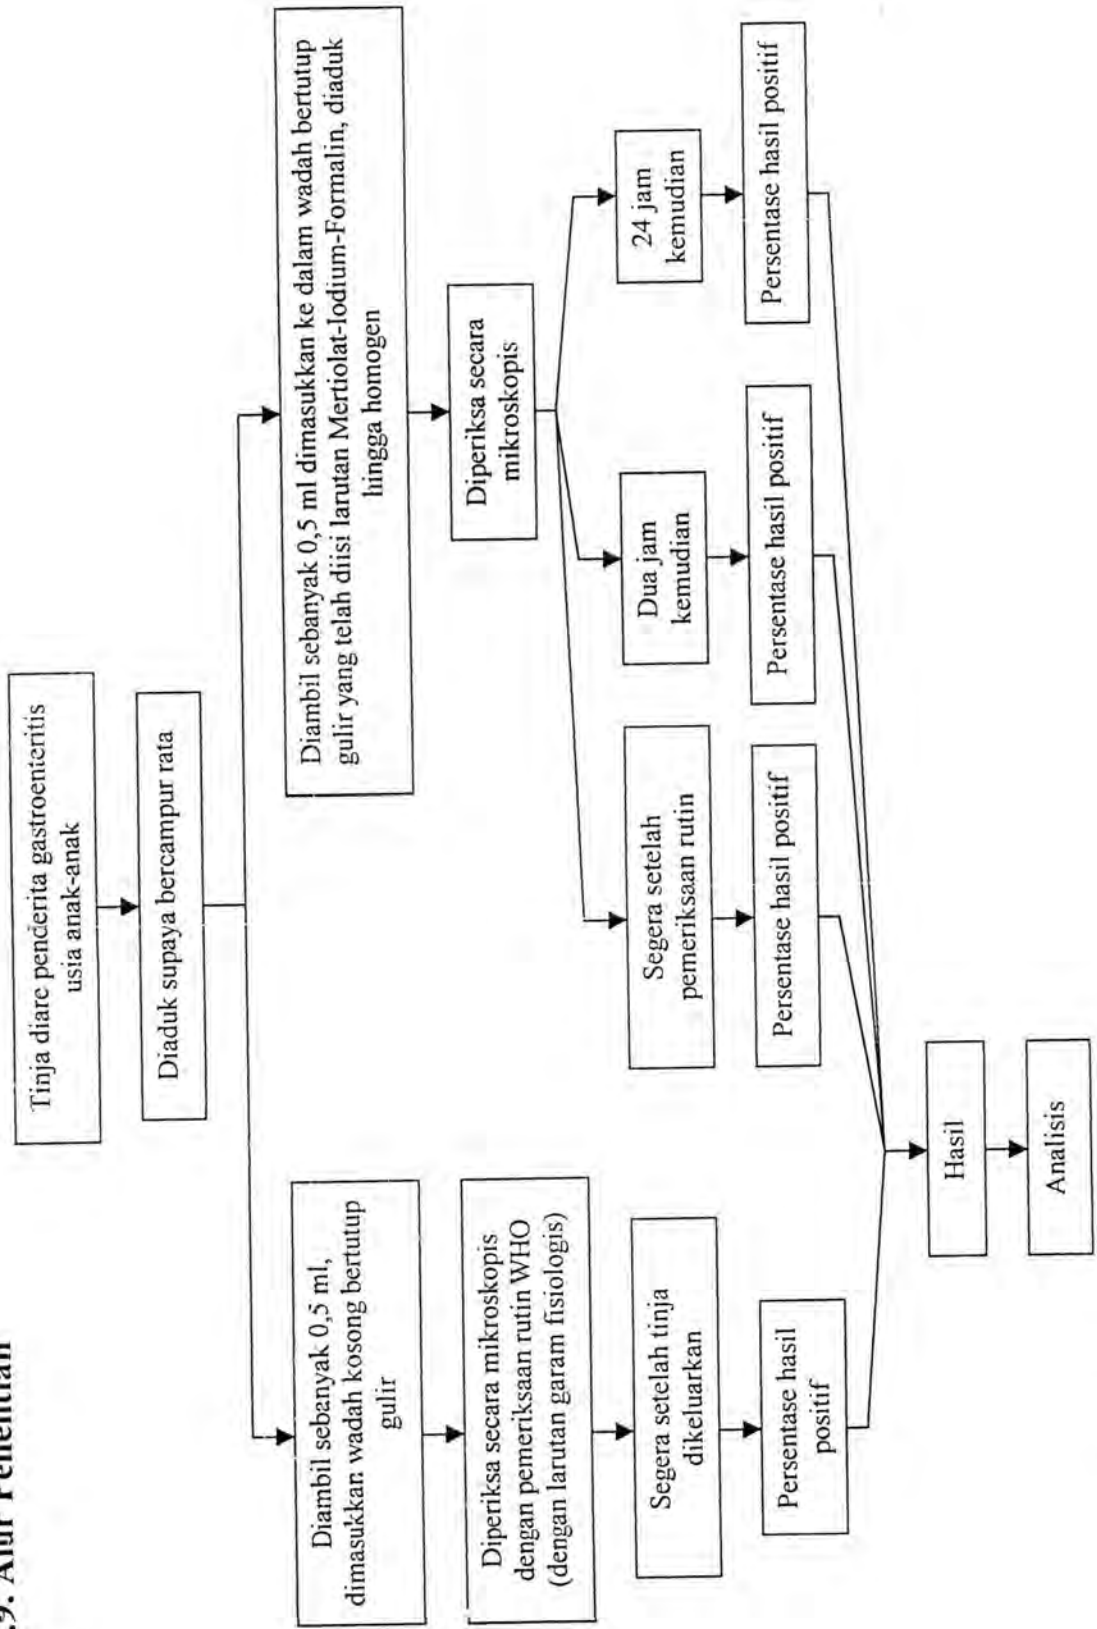 9. Alur Penelitian
Tinja diare penderita gastroenteritis
usia anak-anak
Diaduk supaya bercampur rata
Diambil sebanyak 0,5 ml,
dimasukkan wadah kosong bertutup
gulir
Diambil sebanyak 0,5 ml dimasukkan ke dalam wadah bertutup
gulir yang telah diisi larutan Mertiolat-Iodium-Formalin, diaduk
hingga homogen
Diperiksa secara mikroskopis
dengan pemeriksaan rutin WHO
(dengan larutan garam fisiologis)
Diperiksa secara
mikroskopis
Segera setelah tinja
dikeluarkan
Segera setelah
pemeriksaan rutin
Dua jam
kemudian
24 jam
kemudian
Persentase hasil
positif
Persentase hasil positif
Persentase hasil positif
Persentase hasil positif
Hasil
Analisis